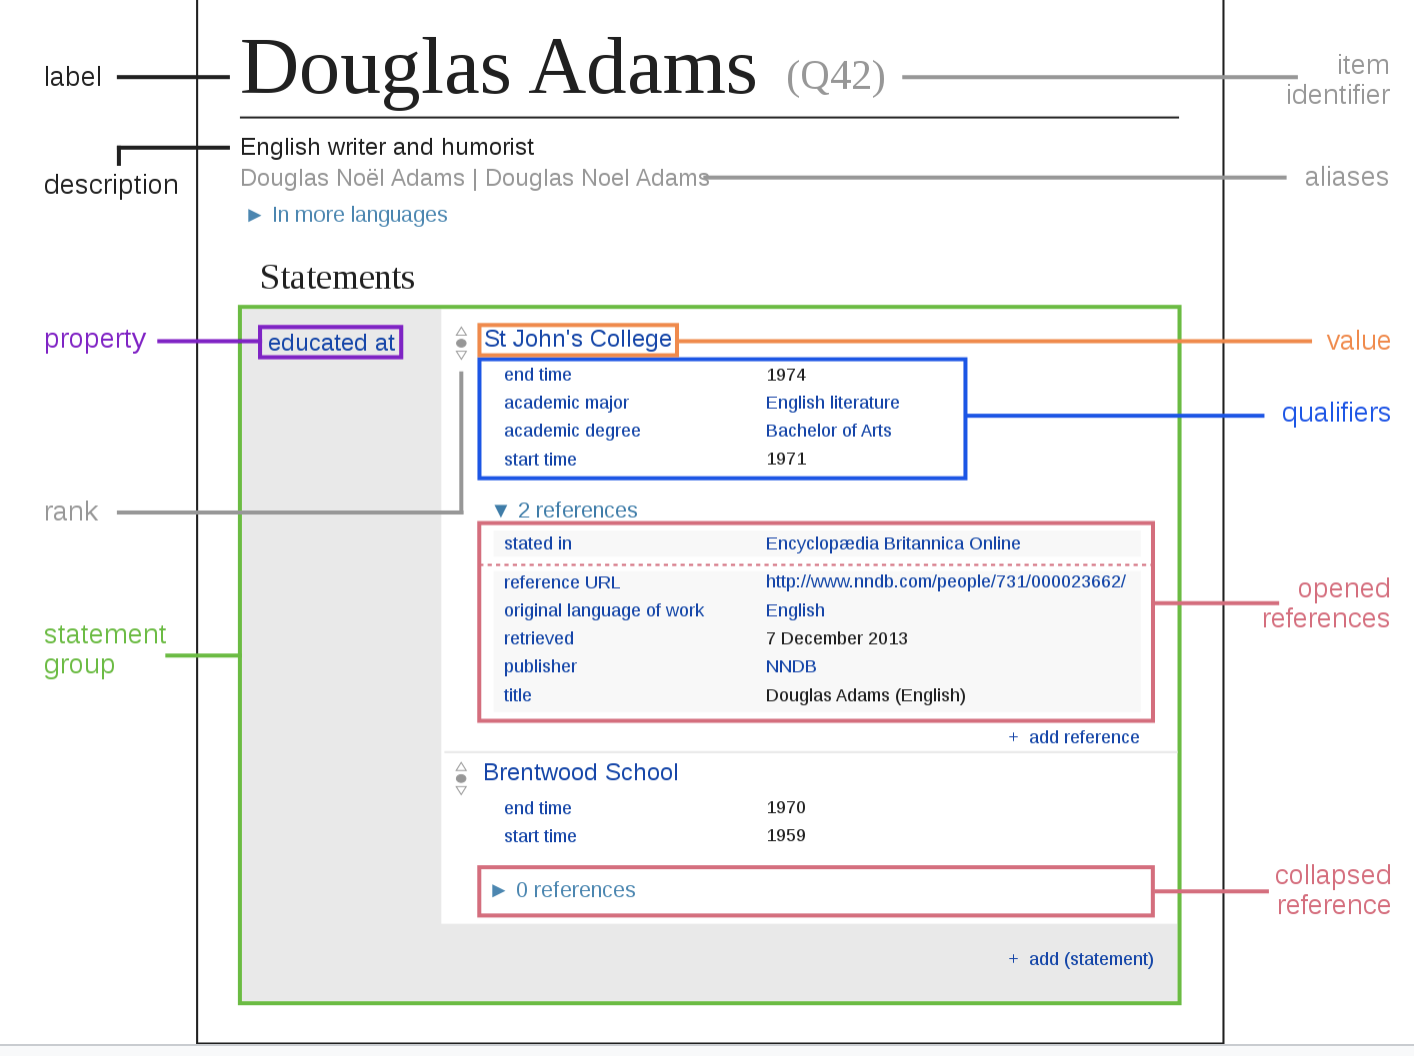 label
Douglas Adams (Q42)
item
identifier
description
English writer and humorist
Douglas Noël Adams | Douglas Noel Adams
aliases
► In more languages
Statements
property
educated at
St John's College
value
end time 1974
academic major English literature
academic degree Bachelor of Arts
start time 1971
qualifiers
rank
▼ 2 references
stated in Encyclopædia Britannica Online
reference URL http://www.nndb.com/people/731/000023662/
original language of work English
retrieved 7 December 2013
publisher NNDB
title Douglas Adams (English)
opened
references
statement
group
+ add reference
Brentwood School
end time 1970
start time 1959
► 0 references
collapsed
reference
+ add (statement)